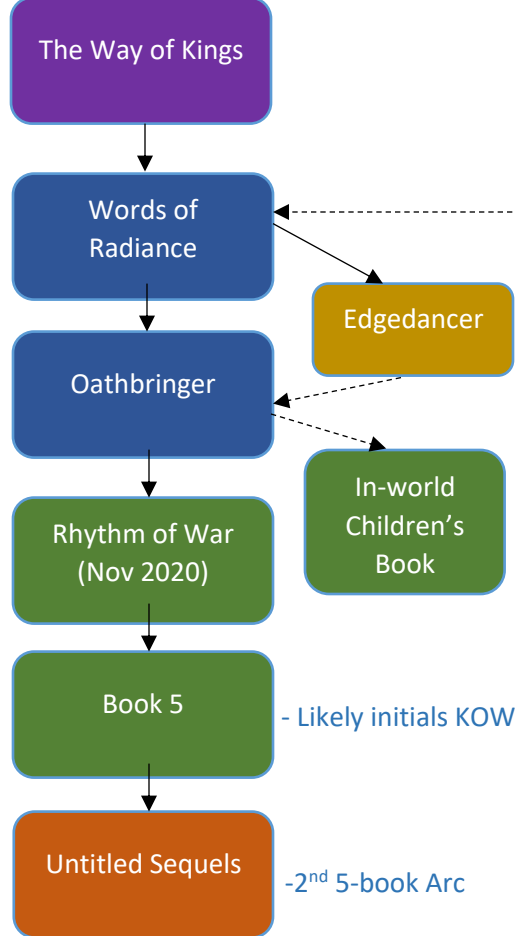 The Way of Kings
Words of
Radiance
Edgedancer
Oathbringer
In-world
Children’s
Book
Rhythm of War
(Nov 2020)
Book 5
- Likely initials KOW
Untitled Sequels
-2nd 5-book Arc